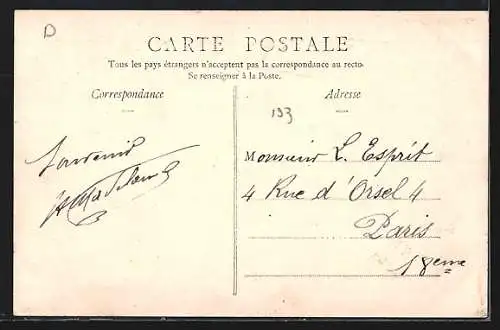 D
CARTE POSTALE
Tous les pays étrangers n'acceptent pas la correspondance au recto-
Se renseigner à la Poste.
Correspondance
Adresse
193
Souvenir
Monsieur L. Esprit
4 Rue d'Orsel 4
Paris
18eme